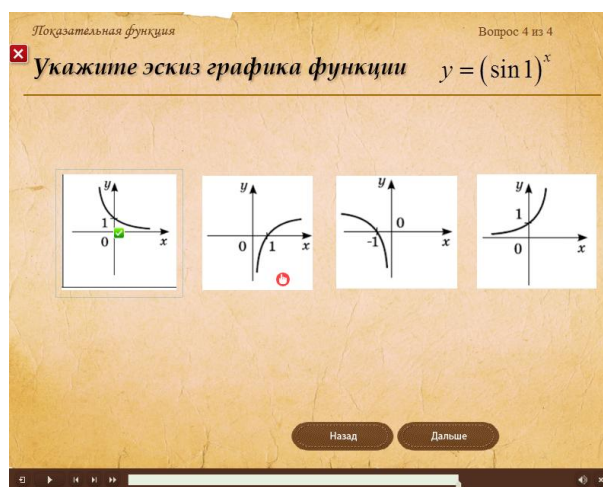 Показательная функция
Вопрос 4 из 4
Укажите эскиз графика функции y = (sin 1)^x
y
1
0
x
y
0
1
x
y
0
-1
x
y
1
0
x
Назад
Дальше